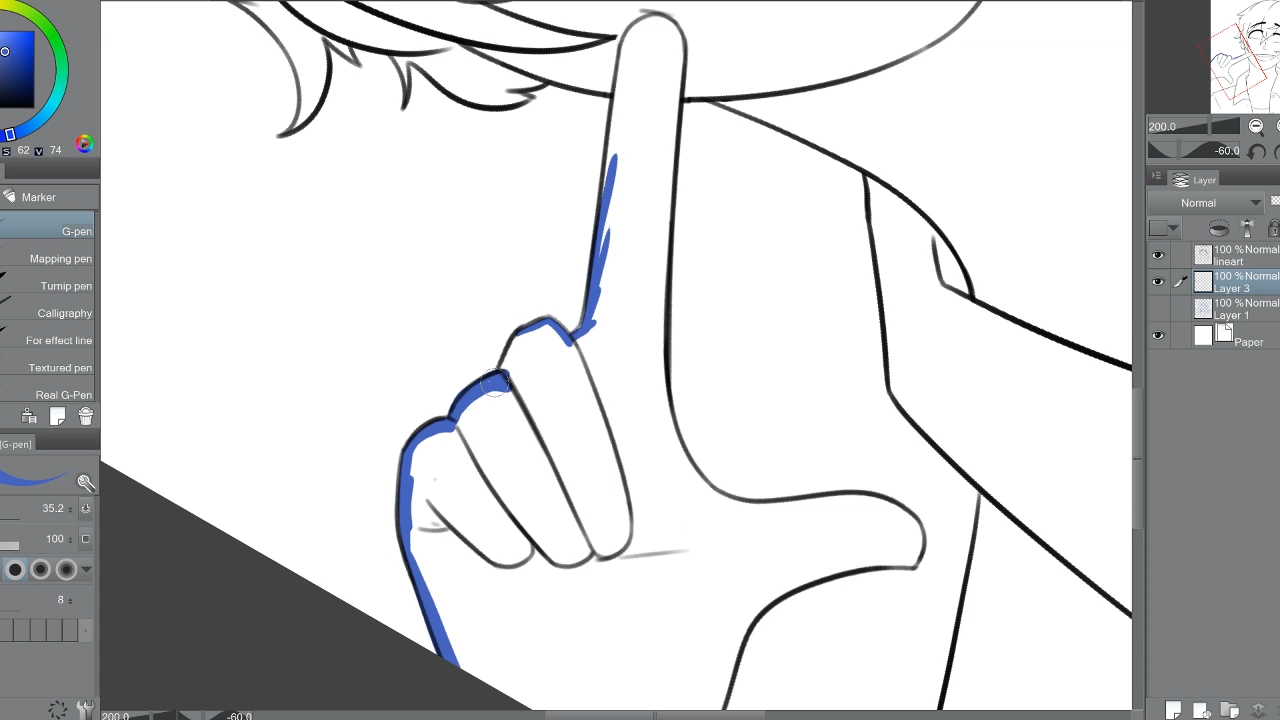 S 62 V 74
Marker
G-pen
Mapping pen
Turnip pen
Calligraphy
For effect line
Textured pen
Real G-Pen
[G-pen]
35.2
100
8
200.0
-60.0
200.0
-60.0
Layer
Normal
100 %Normal
lineart
100 %Normal
Layer 3
100 %Normal
Layer 1
Paper